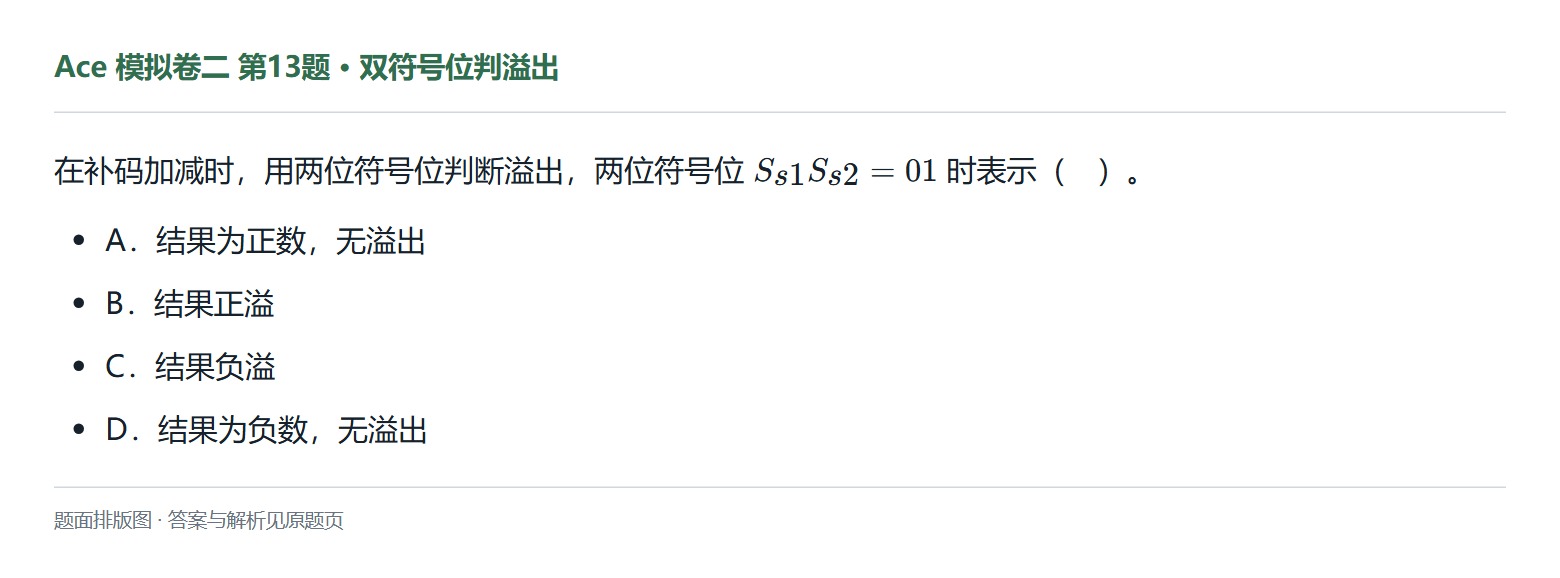 Ace 模拟卷二 第13题 · 双符号位判溢出
在补码加减时，用两位符号位判断溢出，两位符号位 Ss1Ss2 = 01 时表示（ ）。
• A．结果为正数，无溢出
• B．结果正溢
• C．结果负溢
• D．结果为负数，无溢出
题面排版图 · 答案与解析见原题页